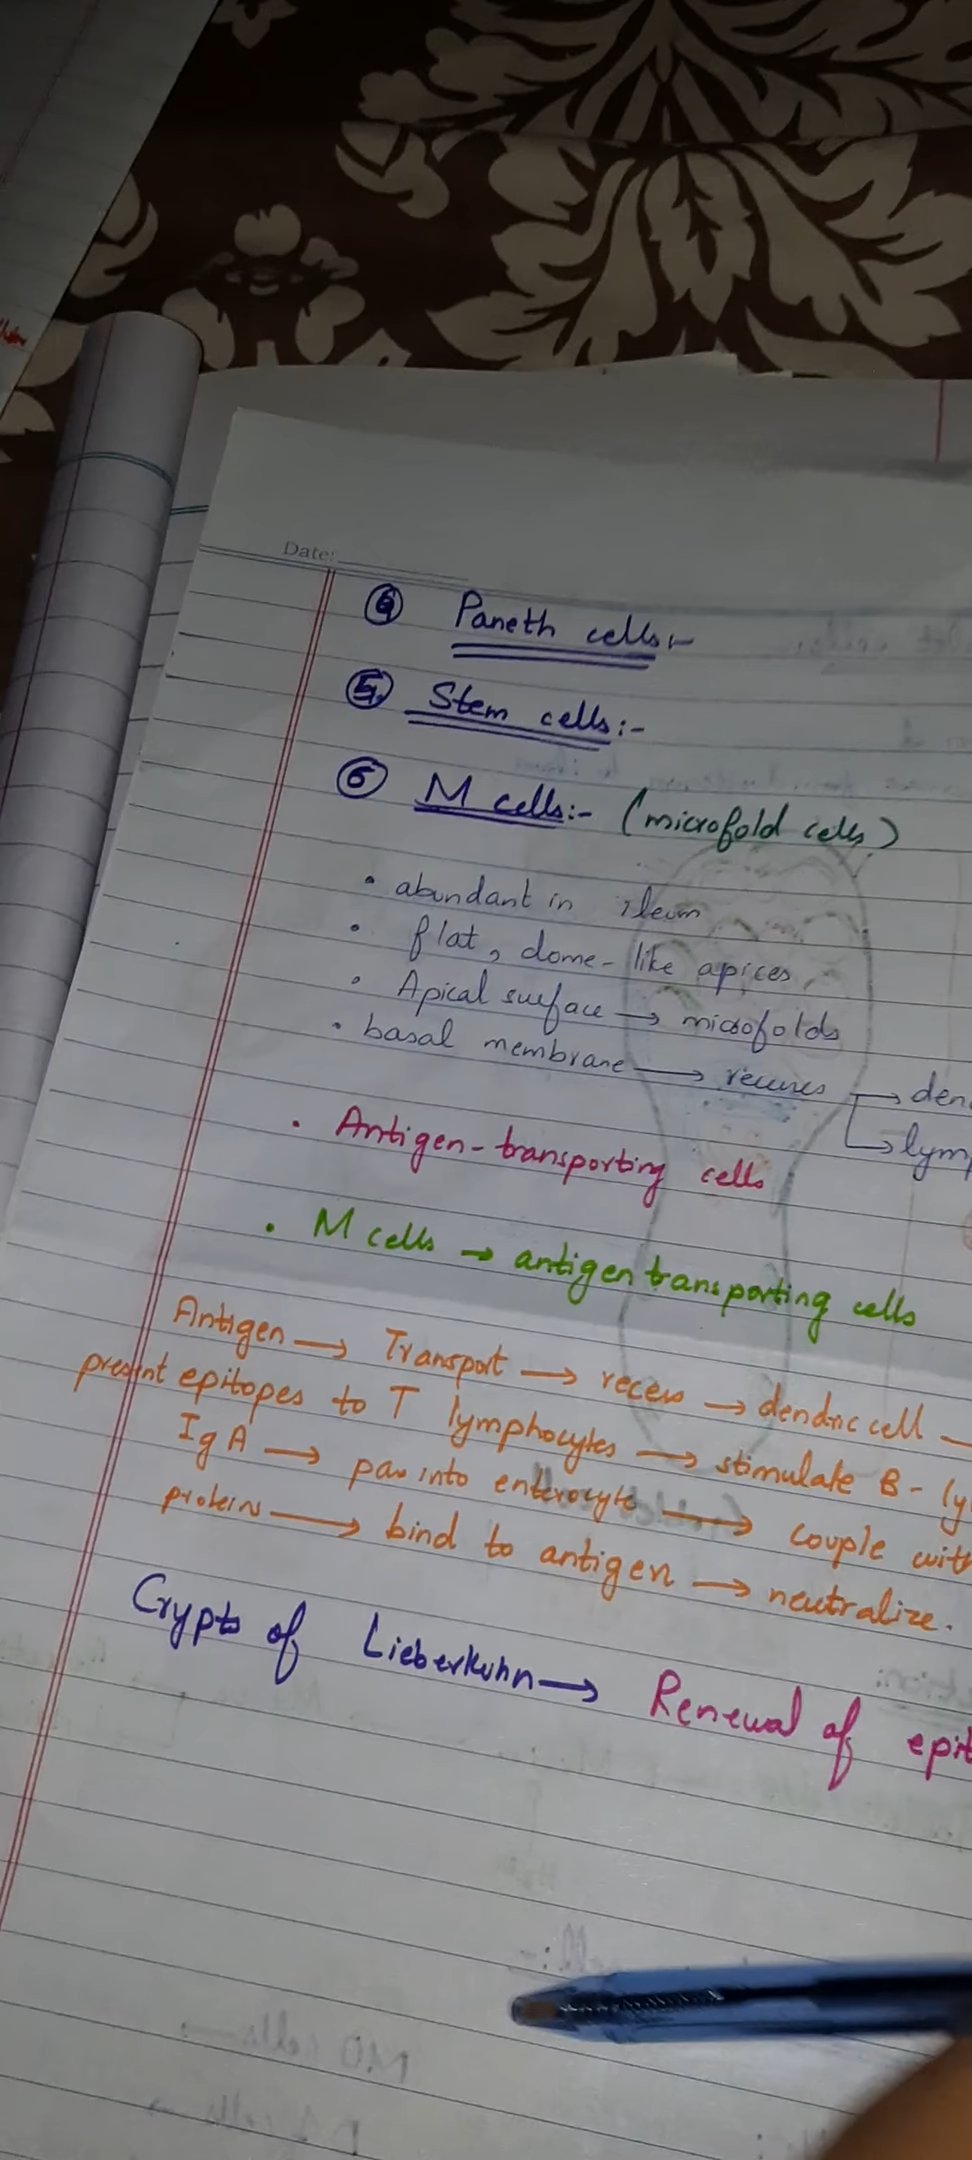 Date:
④ Paneth cells:-
⑤ Stem cells:-
⑥ M cells:- (microfold cells)
• abundant in ileum
• flat, dome-like apices
• Apical surface → microfolds
• basal membrane → recesses → den
↳ lymp
• Antigen-transporting cells
• M cells → antigen transporting cells
Antigen → Transport → recess → dendric cell →
present epitopes to T lymphocytes → stimulate B-ly
IgA → pass into enterocyte → couple with
proteins → bind to antigen → neutralize.
Crypts of Lieberkuhn → Renewal of epit